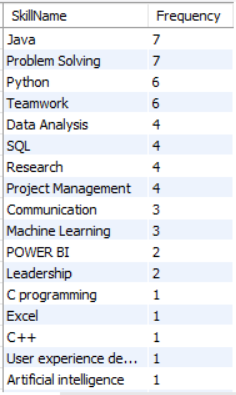 SkillName Frequency
Java 7
Problem Solving 7
Python 6
Teamwork 6
Data Analysis 4
SQL 4
Research 4
Project Management 4
Communication 3
Machine Learning 3
POWER BI 2
Leadership 2
C programming 1
Excel 1
C++ 1
User experience de... 1
Artificial intelligence 1